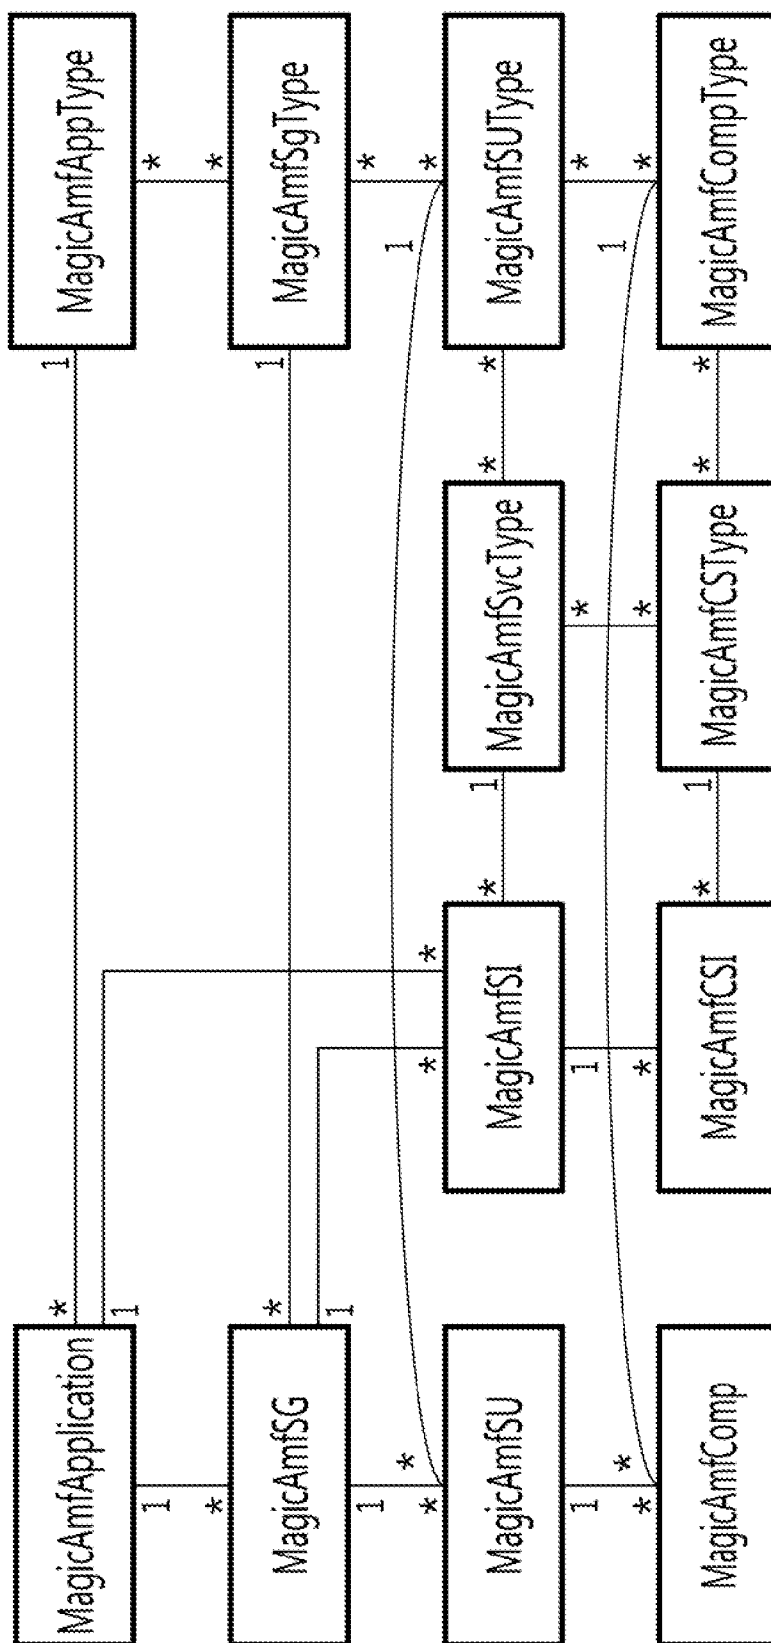 MagicAmfApplication * 1 MagicAmfAppType
1
1 *
* *
MagicAmfSG * 1 MagicAmfSgType
1
1 *
* 1
* * * *
MagicAmfSU MagicAmfSI * 1 MagicAmfSvcType * * MagicAmfSUType
1 1 * *
* 1
* * * *
MagicAmfComp MagicAmfCSI * 1 MagicAmfCSType * * MagicAmfCompType